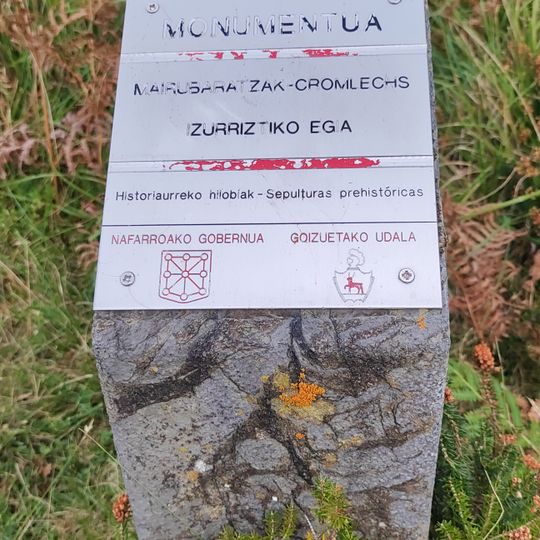 MONUMENTUA
MAIRUBARATZAK-CROMLECHS
IZURRIZTIKO EGIA
Historiaurreko hilobiak - Sepulturas prehistóricas
NAFARROAKO GOBERNUA GOIZUETAKO UDALA